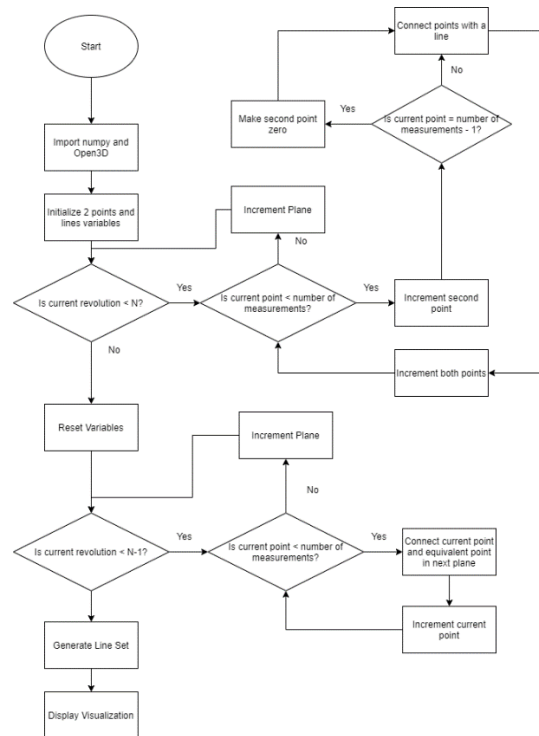 Start
Import numpy and
Open3D
Initialize 2 points and
lines variables
Is current revolution < N?
Yes
No
Is current point < number of
measurements?
No
Increment Plane
Yes
Increment second
point
Is current point = number of
measurements - 1?
Yes
Make second point
zero
No
Connect points with a
line
Increment both points
Reset Variables
Is current revolution < N-1?
Yes
Is current point < number of
measurements?
No
Increment Plane
Yes
Connect current point
and equivalent point
in next plane
Increment current
point
Generate Line Set
Display Visualization